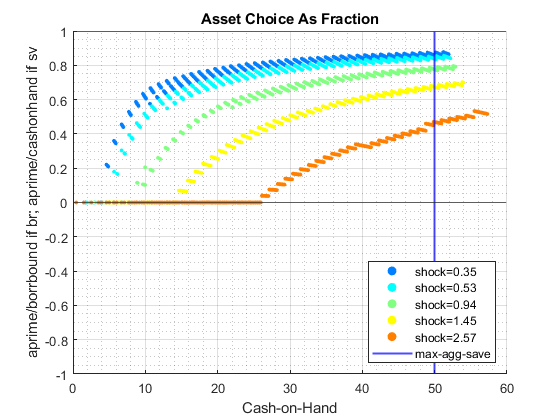 Asset Choice As Fraction
aprime/borrbound if br; aprime/cashonhand if sv
1
0.8
0.6
0.4
0.2
0
-0.2
-0.4
-0.6
-0.8
-1
shock=0.35
shock=0.53
shock=0.94
shock=1.45
shock=2.57
max-agg-save
0 10 20 30 40 50 60
Cash-on-Hand